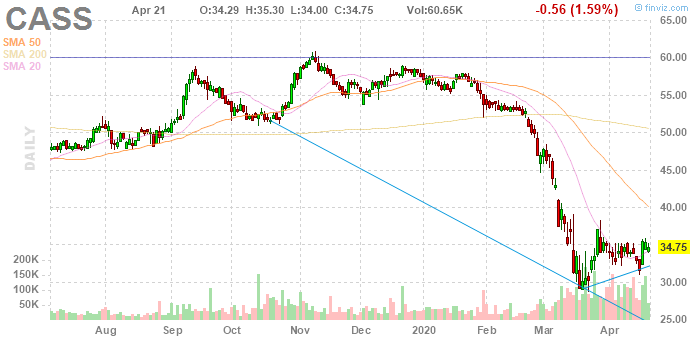 CASS Apr 21 O:34.29 H:35.30 L:34.00 C:34.75 Vol:60.65K -0.56 (1.59%) © finviz.com
SMA 50
SMA 200
SMA 20
DAILY
65.00
60.00
55.00
50.00
45.00
40.00
34.75
30.00
25.00
200K
150K
100K
50K
Aug Sep Oct Nov Dec 2020 Feb Mar Apr